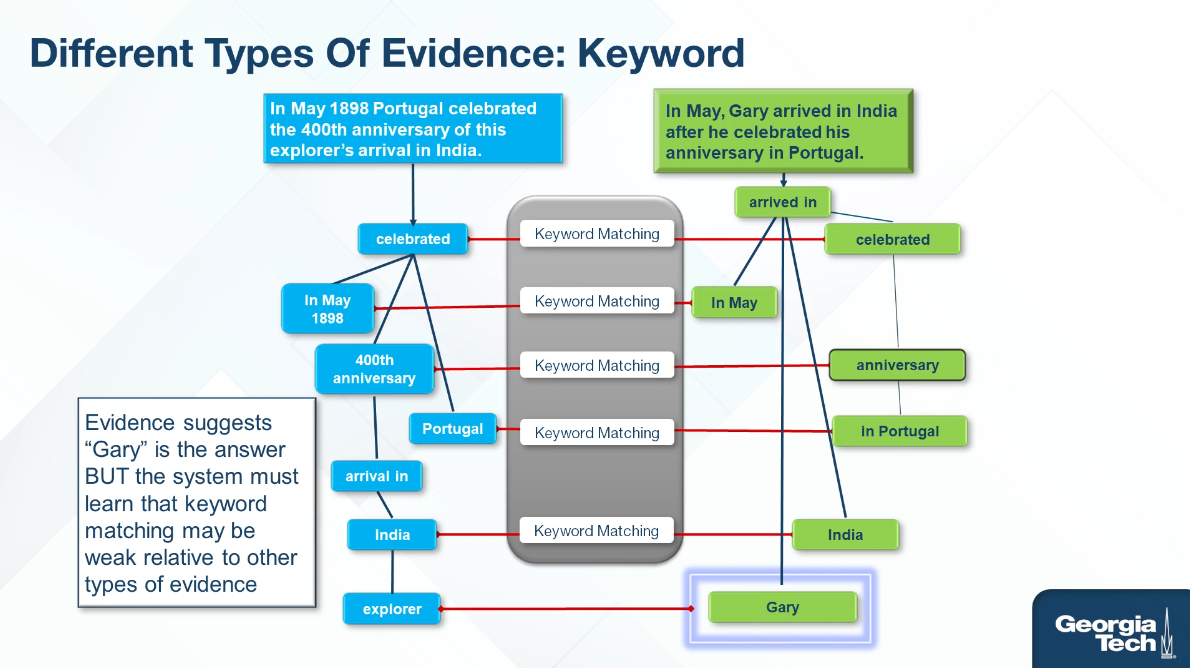 Different Types Of Evidence: Keyword
In May 1898 Portugal celebrated
the 400th anniversary of this
explorer’s arrival in India.
In May, Gary arrived in India
after he celebrated his
anniversary in Portugal.
arrived in
celebrated
Keyword Matching
celebrated
In May
1898
Keyword Matching
In May
400th
anniversary
Keyword Matching
anniversary
Portugal
Keyword Matching
in Portugal
Evidence suggests
“Gary” is the answer
BUT the system must
learn that keyword
matching may be
weak relative to other
types of evidence
arrival in
India
Keyword Matching
India
explorer
Gary
Georgia
Tech